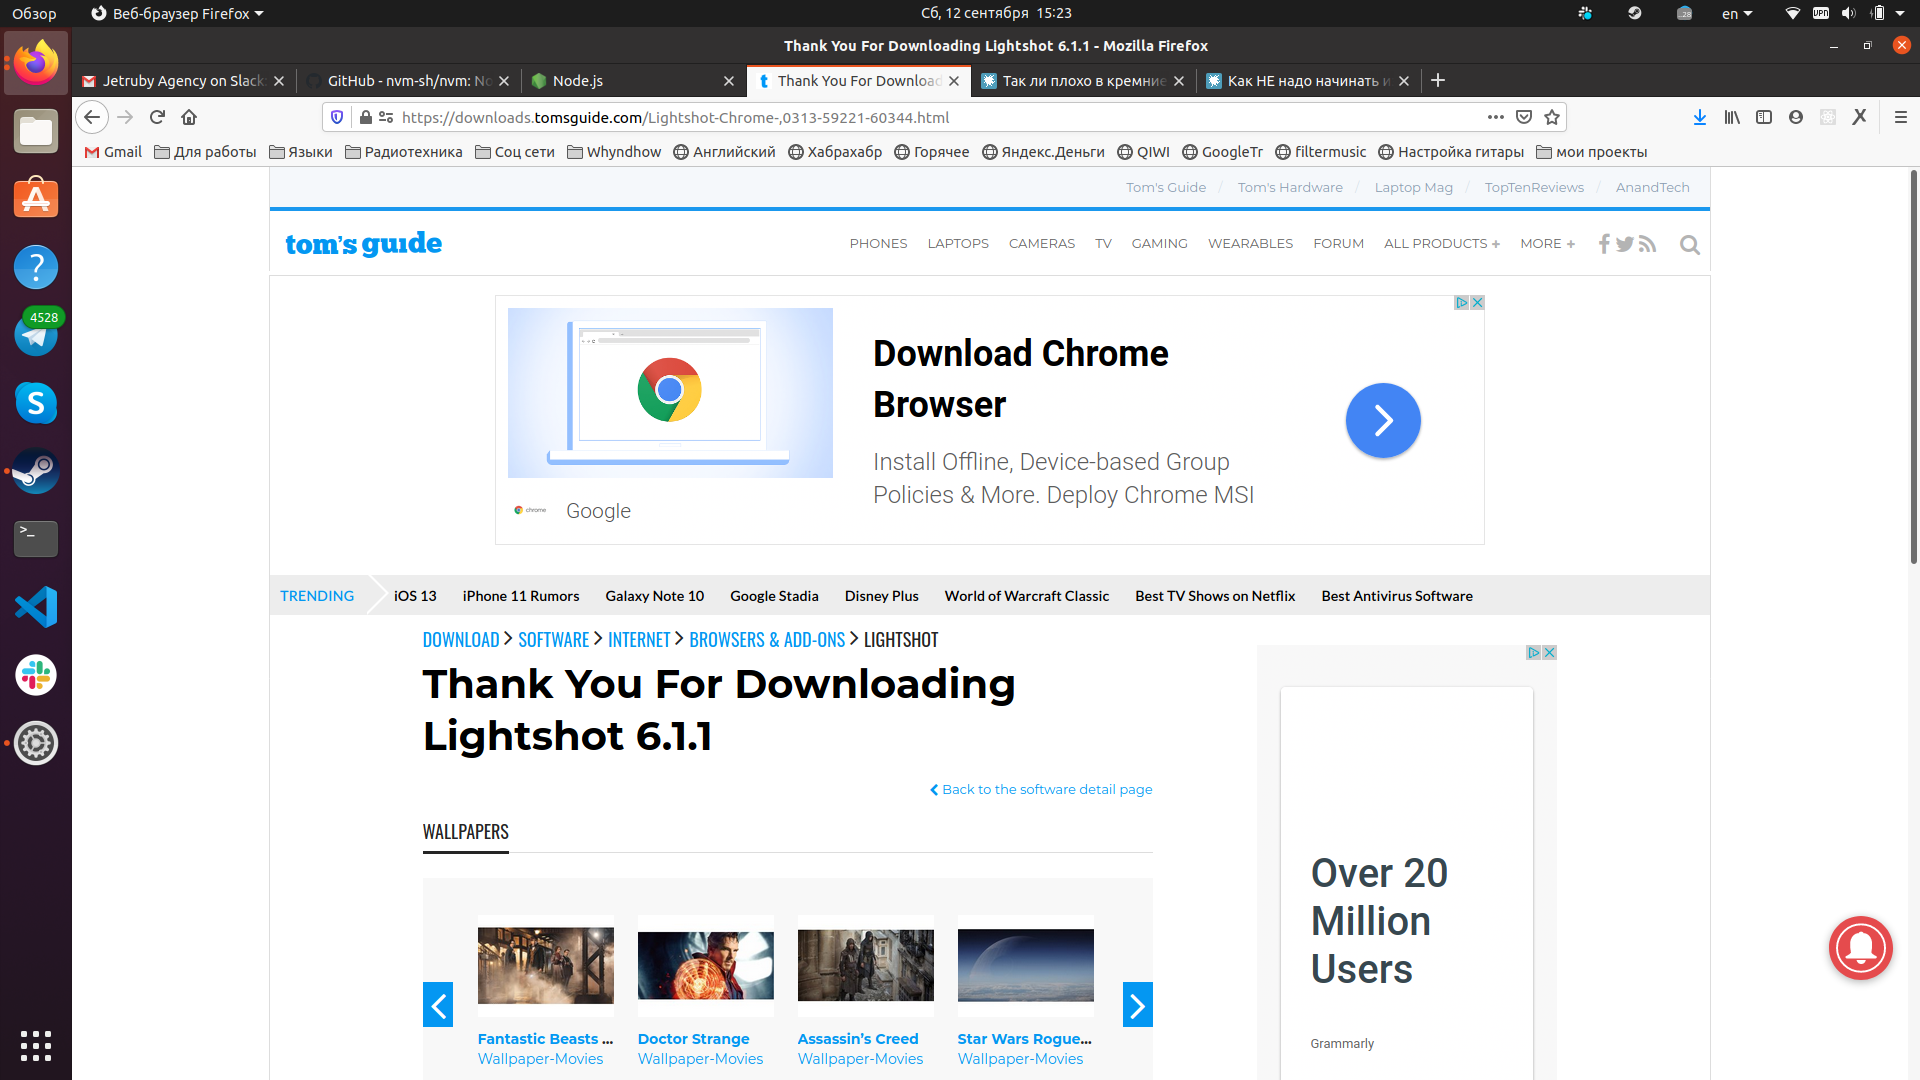 Обзор
Веб-браузер Firefox
Сб, 12 сентября 15:23
28
en
VPN
Thank You For Downloading Lightshot 6.1.1 - Mozilla Firefox
Jetruby Agency on Slack
GitHub - nvm-sh/nvm: No
Node.js
Thank You For Download
Так ли плохо в кремние
Как НЕ надо начинать и
https://downloads.tomsguide.com/Lightshot-Chrome-,0313-59221-60344.html
Gmail
Для работы
Языки
Радиотехника
Соц сети
Whyndhow
Английский
Хабрахабр
Горячее
Яндекс.Деньги
QIWI
GoogleTr
filtermusic
Настройка гитары
мои проекты
Tom's Guide / Tom's Hardware / Laptop Mag / TopTenReviews / AnandTech
tom's guide
PHONES LAPTOPS CAMERAS TV GAMING WEARABLES FORUM ALL PRODUCTS + MORE +
4528
Download Chrome
Browser
Install Offline, Device-based Group
Policies & More. Deploy Chrome MSI
chrome
Google
TRENDING
iOS 13
iPhone 11 Rumors
Galaxy Note 10
Google Stadia
Disney Plus
World of Warcraft Classic
Best TV Shows on Netflix
Best Antivirus Software
DOWNLOAD > SOFTWARE > INTERNET > BROWSERS & ADD-ONS > LIGHTSHOT
Thank You For Downloading
Lightshot 6.1.1
Back to the software detail page
WALLPAPERS
Fantastic Beasts ...
Wallpaper-Movies
Doctor Strange
Wallpaper-Movies
Assassin's Creed
Wallpaper-Movies
Star Wars Rogue...
Wallpaper-Movies
Over 20
Million
Users
Grammarly